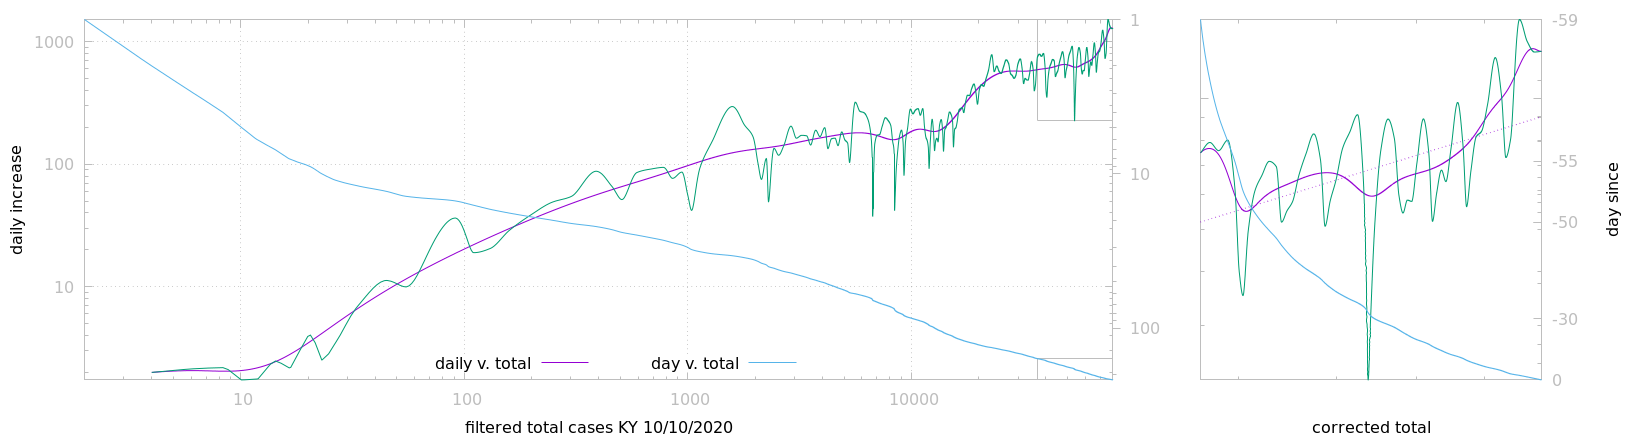 1000
100
10
daily increase
10
100
1000
10000
filtered total cases KY 10/10/2020
daily v. total
day v. total
1
10
100
-59
-55
-50
-30
0
day since
corrected total